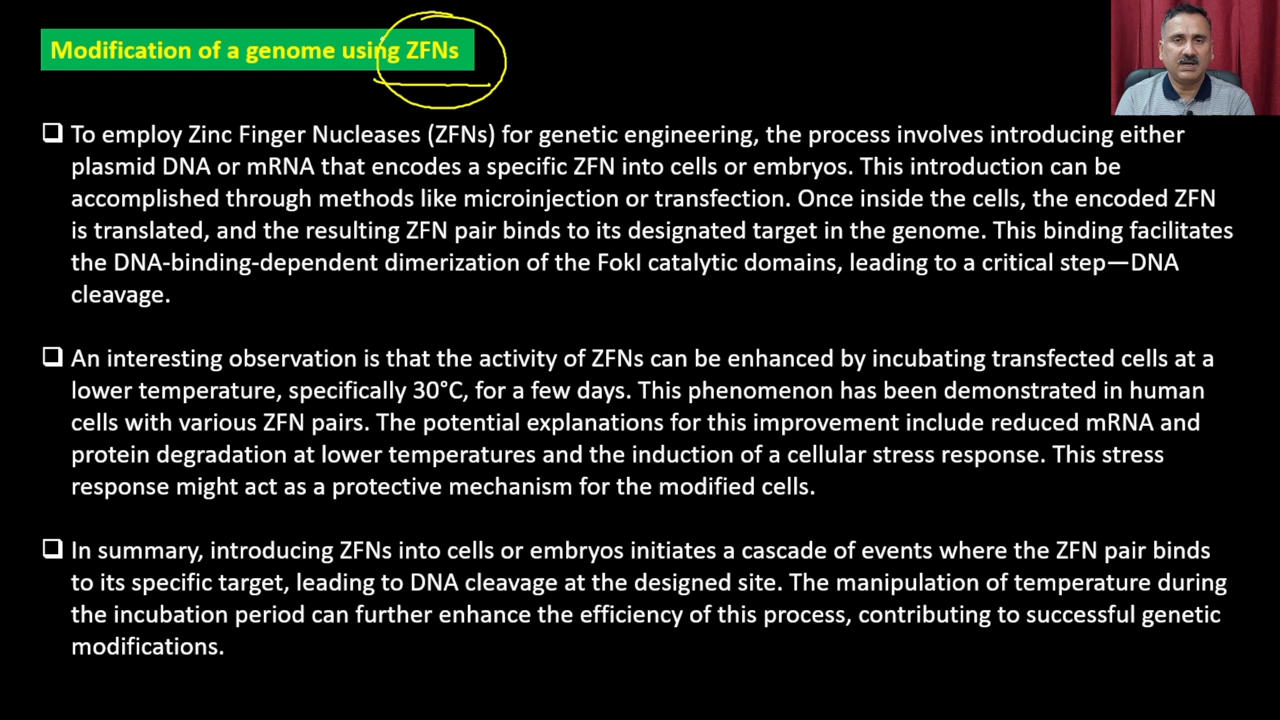 Modification of a genome using ZFNs
❑ To employ Zinc Finger Nucleases (ZFNs) for genetic engineering, the process involves introducing either
plasmid DNA or mRNA that encodes a specific ZFN into cells or embryos. This introduction can be
accomplished through methods like microinjection or transfection. Once inside the cells, the encoded ZFN
is translated, and the resulting ZFN pair binds to its designated target in the genome. This binding facilitates
the DNA-binding-dependent dimerization of the FokI catalytic domains, leading to a critical step—DNA
cleavage.
❑ An interesting observation is that the activity of ZFNs can be enhanced by incubating transfected cells at a
lower temperature, specifically 30°C, for a few days. This phenomenon has been demonstrated in human
cells with various ZFN pairs. The potential explanations for this improvement include reduced mRNA and
protein degradation at lower temperatures and the induction of a cellular stress response. This stress
response might act as a protective mechanism for the modified cells.
❑ In summary, introducing ZFNs into cells or embryos initiates a cascade of events where the ZFN pair binds
to its specific target, leading to DNA cleavage at the designed site. The manipulation of temperature during
the incubation period can further enhance the efficiency of this process, contributing to successful genetic
modifications.